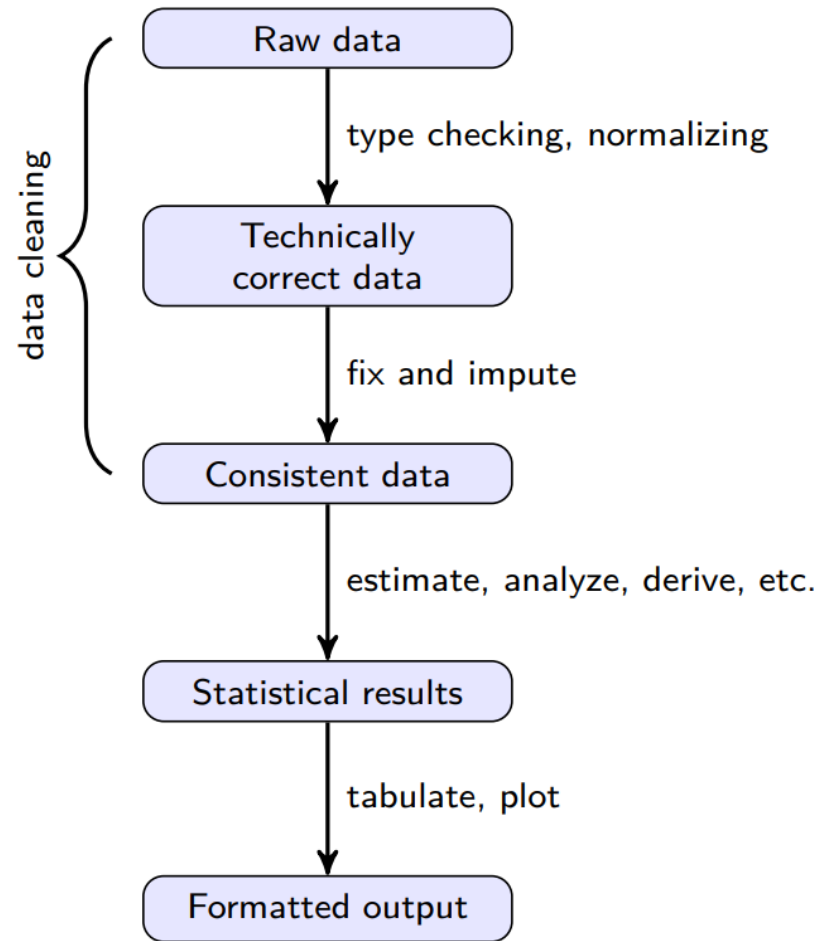 Raw data
type checking, normalizing
data cleaning
Technically
correct data
fix and impute
Consistent data
estimate, analyze, derive, etc.
Statistical results
tabulate, plot
Formatted output